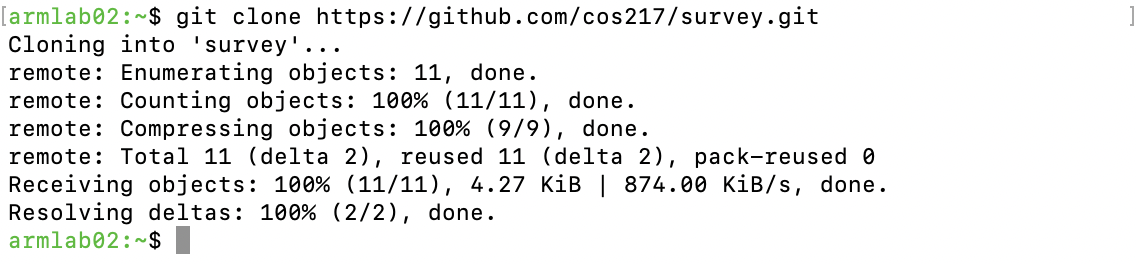 [armlab02:~$ git clone https://github.com/cos217/survey.git ]
Cloning into 'survey'...
remote: Enumerating objects: 11, done.
remote: Counting objects: 100% (11/11), done.
remote: Compressing objects: 100% (9/9), done.
remote: Total 11 (delta 2), reused 11 (delta 2), pack-reused 0
Receiving objects: 100% (11/11), 4.27 KiB | 874.00 KiB/s, done.
Resolving deltas: 100% (2/2), done.
armlab02:~$